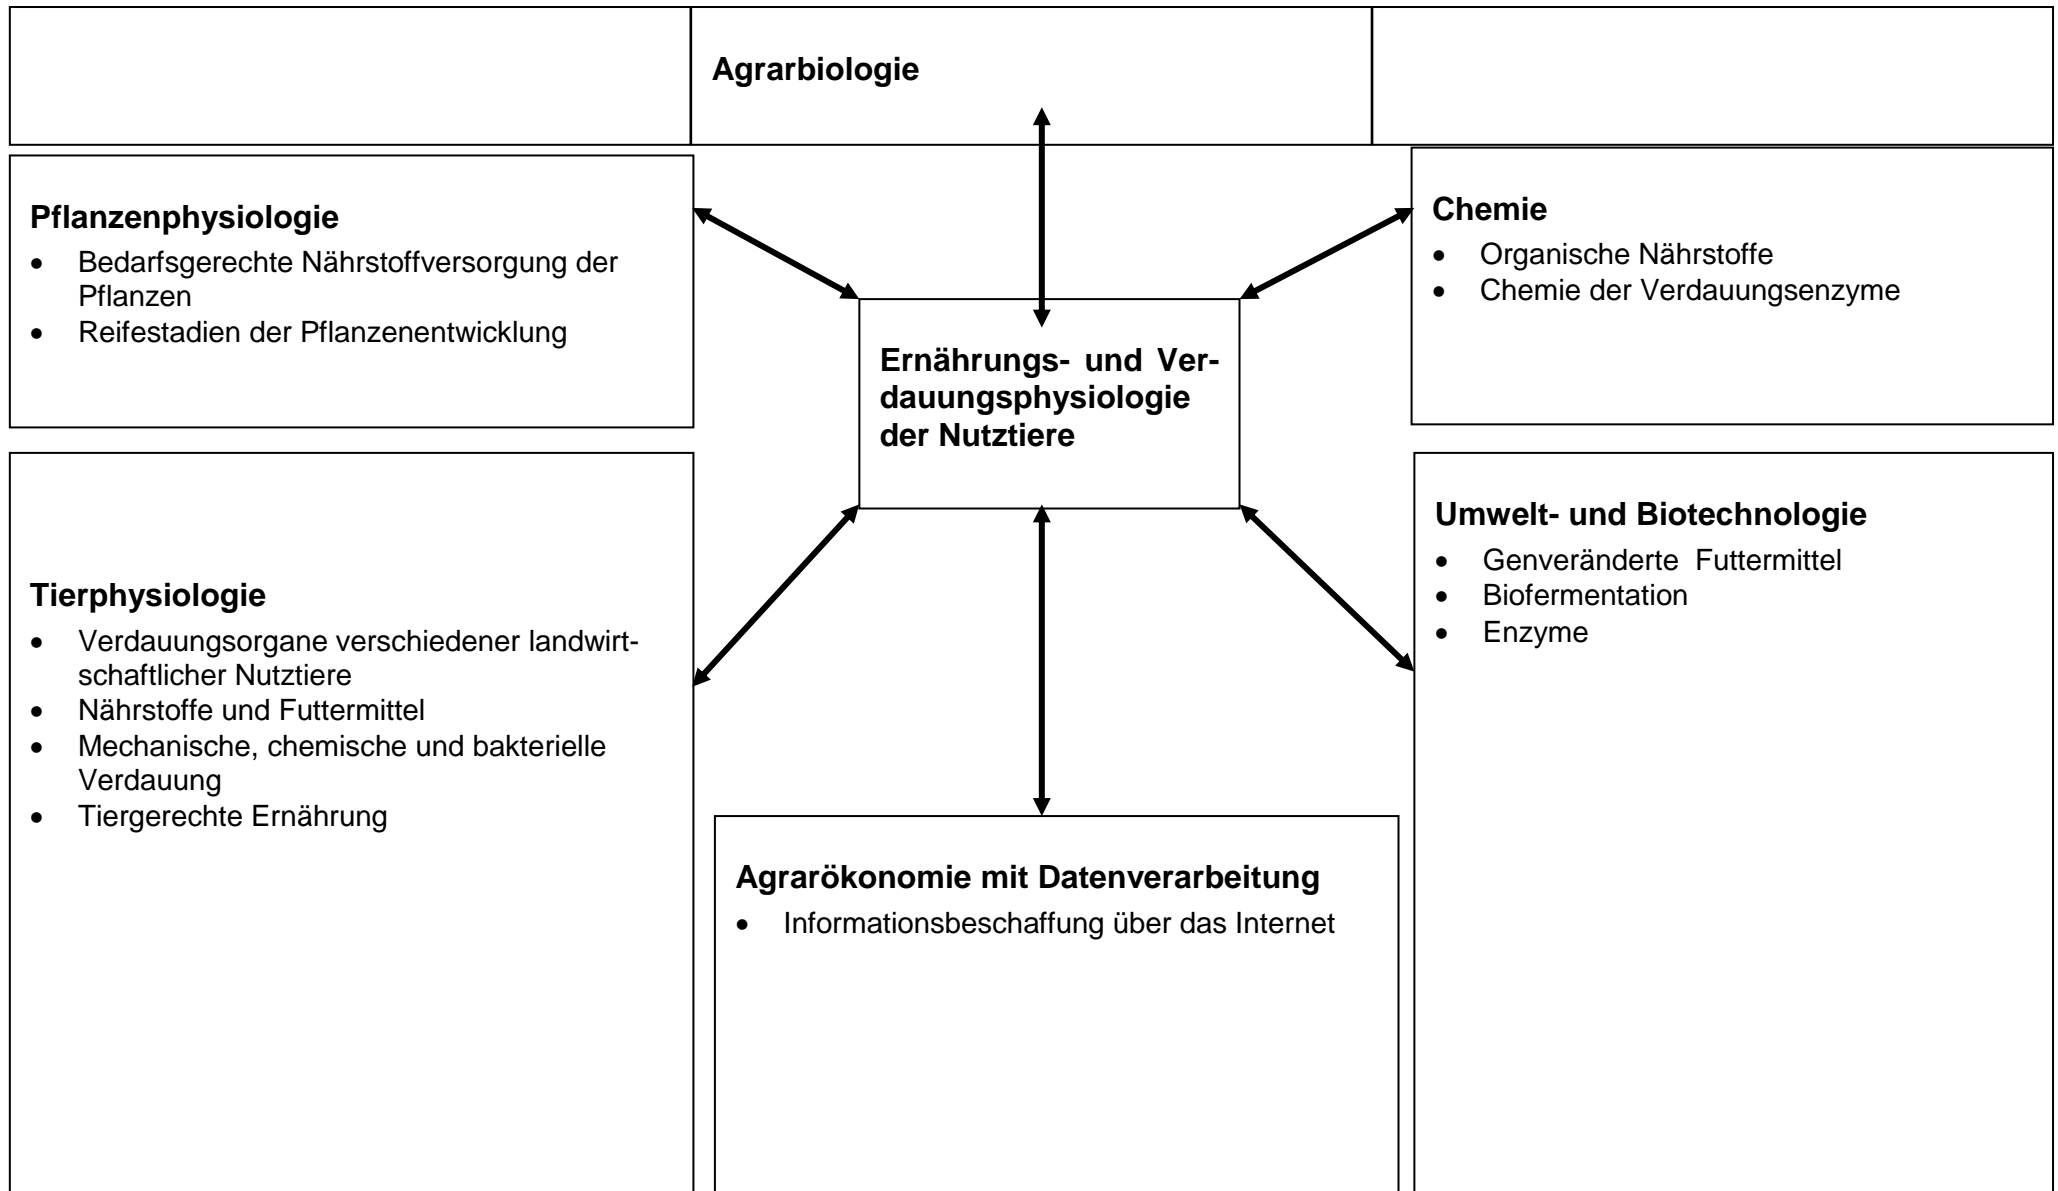 Agrarbiologie
Pflanzenphysiologie
• Bedarfsgerechte Nährstoffversorgung der
Pflanzen
• Reifestadien der Pflanzenentwicklung
Chemie
• Organische Nährstoffe
• Chemie der Verdauungsenzyme
Ernährungs- und Ver-
dauungsphysiologie
der Nutztiere
Tierphysiologie
• Verdauungsorgane verschiedener landwirt-
schaftlicher Nutztiere
• Nährstoffe und Futtermittel
• Mechanische, chemische und bakterielle
Verdauung
• Tiergerechte Ernährung
Umwelt- und Biotechnologie
• Genveränderte Futtermittel
• Biofermentation
• Enzyme
Agrarökonomie mit Datenverarbeitung
• Informationsbeschaffung über das Internet